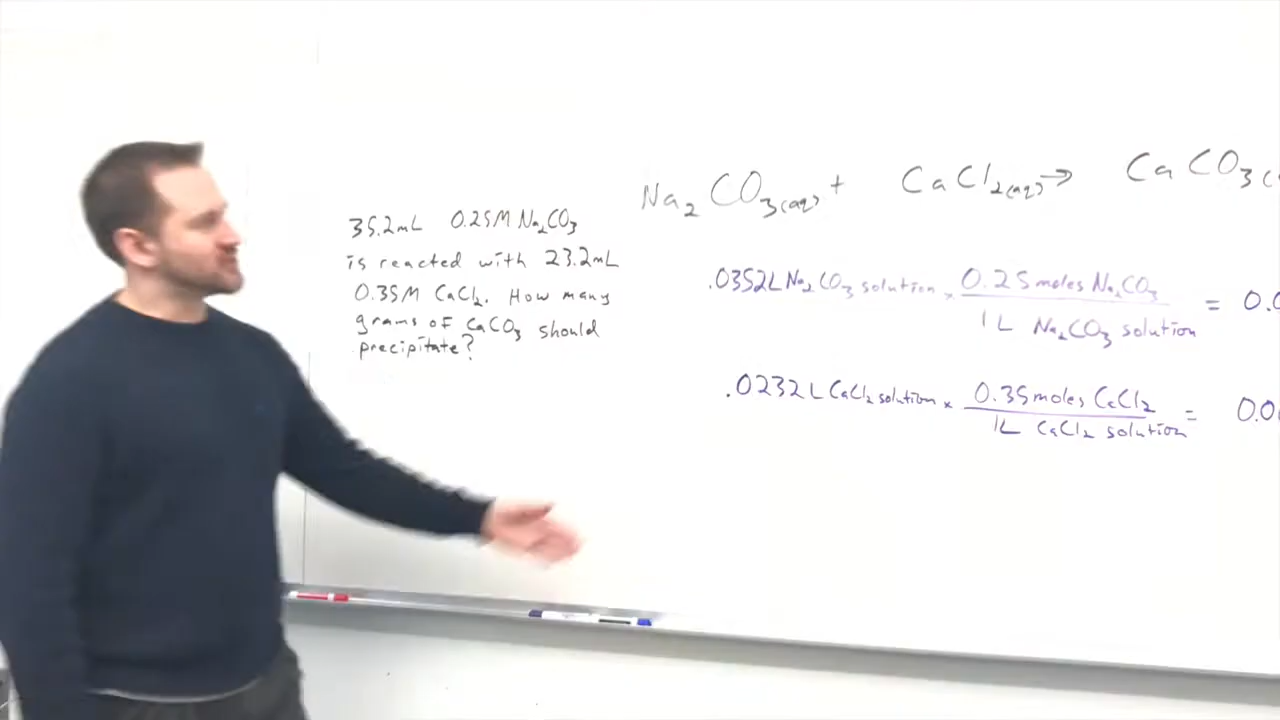 35.2mL 0.25M Na₂CO₃
is reacted with 23.2mL
0.35M CaCl₂. How many
grams of CaCO₃ should
precipitate?
Na₂CO₃(aq) + CaCl₂(aq) → CaCO₃(
.0352L Na₂CO₃ solution × 0.25 moles Na₂CO₃ = 0.0
1L Na₂CO₃ solution
.0232L CaCl₂ solution × 0.35 moles CaCl₂ = 0.0
1L CaCl₂ solution